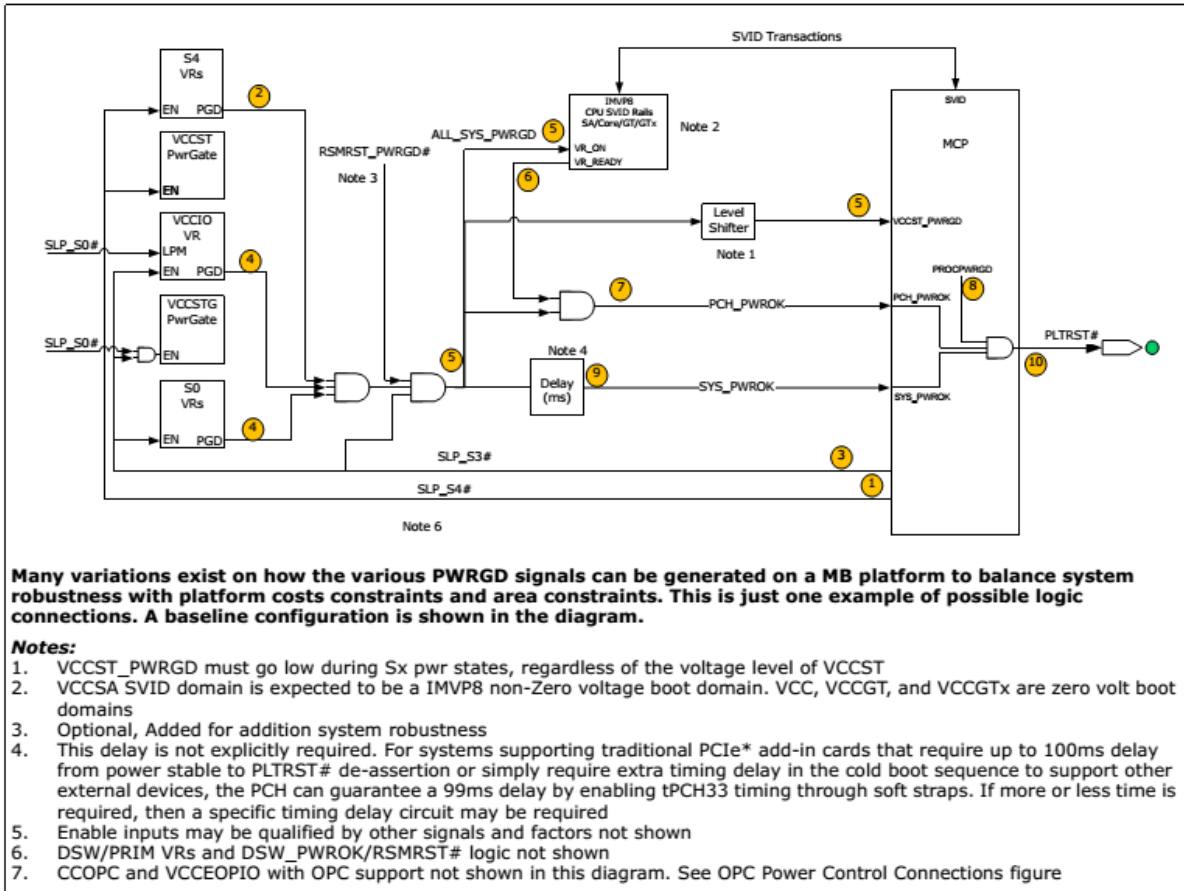 SVID Transactions
S4
VRs
EN PGD
2
VCCST
PwrGate
EN
VCCIO
VR
SLP_S0#
LPM
EN PGD
4
VCCSTG
PwrGate
SLP_S0#
EN
S0
VRs
EN PGD
4
RSMRST_PWRGD#
Note 3
ALL_SYS_PWRGD
5
IMVP8
CPU SVID Rails
SA/Core/GT/GTx
VR_ON
VR_READY
Note 2
6
Level
Shifter
Note 1
5
7
PCH_PWROK
5
Note 4
Delay
(ms)
9
SYS_PWROK
SVID
MCP
VCCST_PWRGD
PROCPWRGD
8
PCH_PWROK
SYS_PWROK
PLTRST#
10
SLP_S3#
3
SLP_S4#
1
Note 6
Many variations exist on how the various PWRGD signals can be generated on a MB platform to balance system
robustness with platform costs constraints and area constraints. This is just one example of possible logic
connections. A baseline configuration is shown in the diagram.
Notes:
1. VCCST_PWRGD must go low during Sx pwr states, regardless of the voltage level of VCCST
2. VCCSA SVID domain is expected to be a IMVP8 non-Zero voltage boot domain. VCC, VCCGT, and VCCGTx are zero volt boot
domains
3. Optional, Added for addition system robustness
4. This delay is not explicitly required. For systems supporting traditional PCIe* add-in cards that require up to 100ms delay
from power stable to PLTRST# de-assertion or simply require extra timing delay in the cold boot sequence to support other
external devices, the PCH can guarantee a 99ms delay by enabling tPCH33 timing through soft straps. If more or less time is
required, then a specific timing delay circuit may be required
5. Enable inputs may be qualified by other signals and factors not shown
6. DSW/PRIM VRs and DSW_PWROK/RSMRST# logic not shown
7. CCOPC and VCCEOPIO with OPC support not shown in this diagram. See OPC Power Control Connections figure